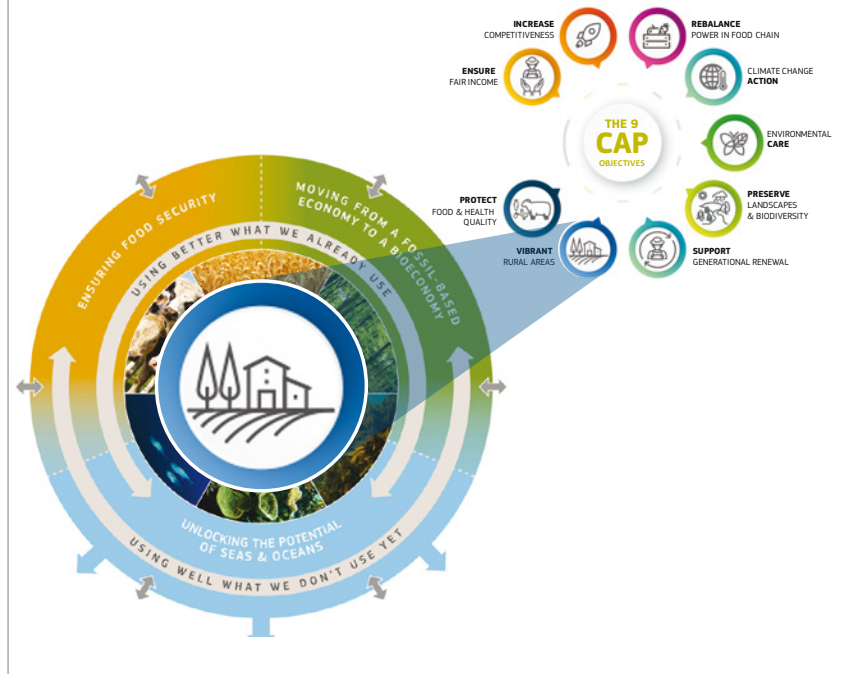 INCREASE
COMPETITIVENESS
REBALANCE
POWER IN FOOD CHAIN
ENSURE
FAIR INCOME
CLIMATE CHANGE
ACTION
THE 9
CAP
OBJECTIVES
ENVIRONMENTAL
CARE
PROTECT
FOOD & HEALTH
QUALITY
PRESERVE
LANDSCAPES
& BIODIVERSITY
VIBRANT
RURAL AREAS
SUPPORT
GENERATIONAL RENEWAL
ENSURING FOOD SECURITY
MOVING FROM A FOSSIL-BASED
ECONOMY TO A BIOECONOMY
USING BETTER WHAT WE ALREADY USE
UNLOCKING THE POTENTIAL
OF SEAS & OCEANS
USING WELL WHAT WE DON'T USE YET